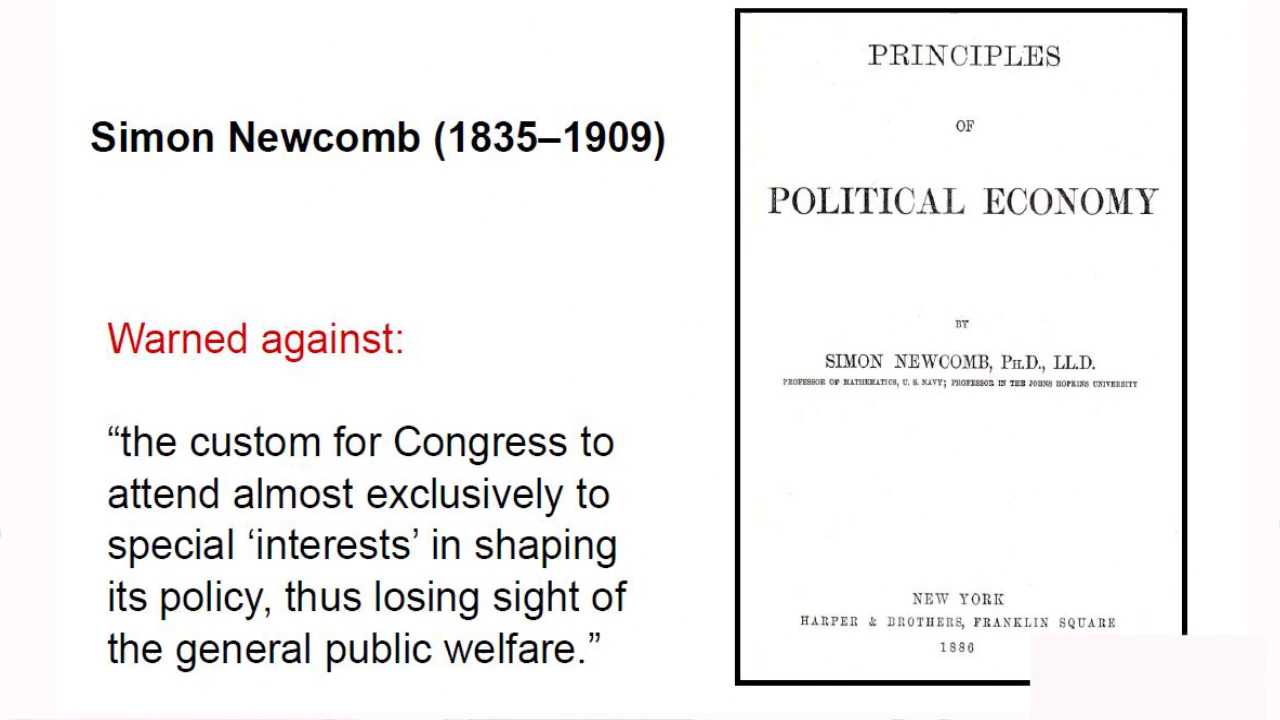 Simon Newcomb (1835–1909)
Warned against:
“the custom for Congress to
attend almost exclusively to
special ‘interests’ in shaping
its policy, thus losing sight of
the general public welfare.”
PRINCIPLES
OF
POLITICAL ECONOMY
BY
SIMON NEWCOMB, Ph.D., LL.D.
PROFESSOR OF MATHEMATICS, U. S. NAVY; PROFESSOR IN THE JOHNS HOPKINS UNIVERSITY
NEW YORK
HARPER & BROTHERS, FRANKLIN SQUARE
1886